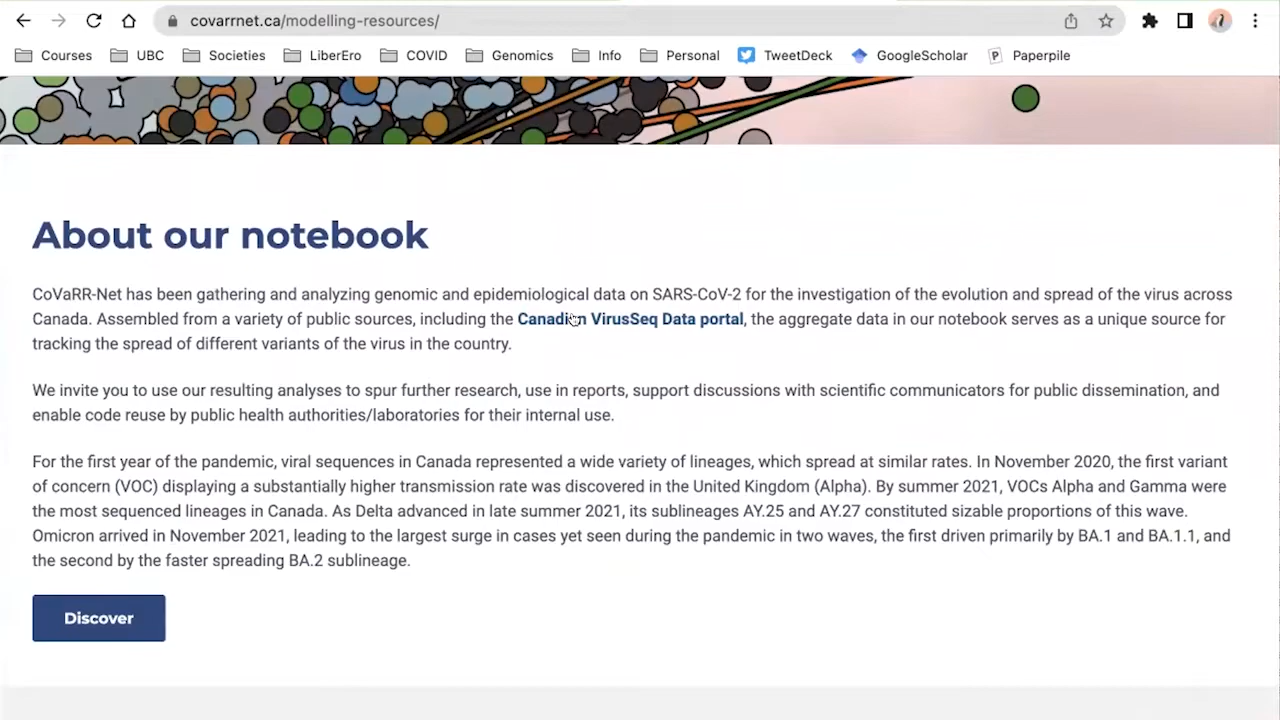 covarrnet.ca/modelling-resources/
Courses UBC Societies LiberEro COVID Genomics Info Personal TweetDeck GoogleScholar Paperpile
About our notebook
CoVaRR-Net has been gathering and analyzing genomic and epidemiological data on SARS-CoV-2 for the investigation of the evolution and spread of the virus across
Canada. Assembled from a variety of public sources, including the Canadian VirusSeq Data portal, the aggregate data in our notebook serves as a unique source for
tracking the spread of different variants of the virus in the country.
We invite you to use our resulting analyses to spur further research, use in reports, support discussions with scientific communicators for public dissemination, and
enable code reuse by public health authorities/laboratories for their internal use.
For the first year of the pandemic, viral sequences in Canada represented a wide variety of lineages, which spread at similar rates. In November 2020, the first variant
of concern (VOC) displaying a substantially higher transmission rate was discovered in the United Kingdom (Alpha). By summer 2021, VOCs Alpha and Gamma were
the most sequenced lineages in Canada. As Delta advanced in late summer 2021, its sublineages AY.25 and AY.27 constituted sizable proportions of this wave.
Omicron arrived in November 2021, leading to the largest surge in cases yet seen during the pandemic in two waves, the first driven primarily by BA.1 and BA.1.1, and
the second by the faster spreading BA.2 sublineage.
Discover